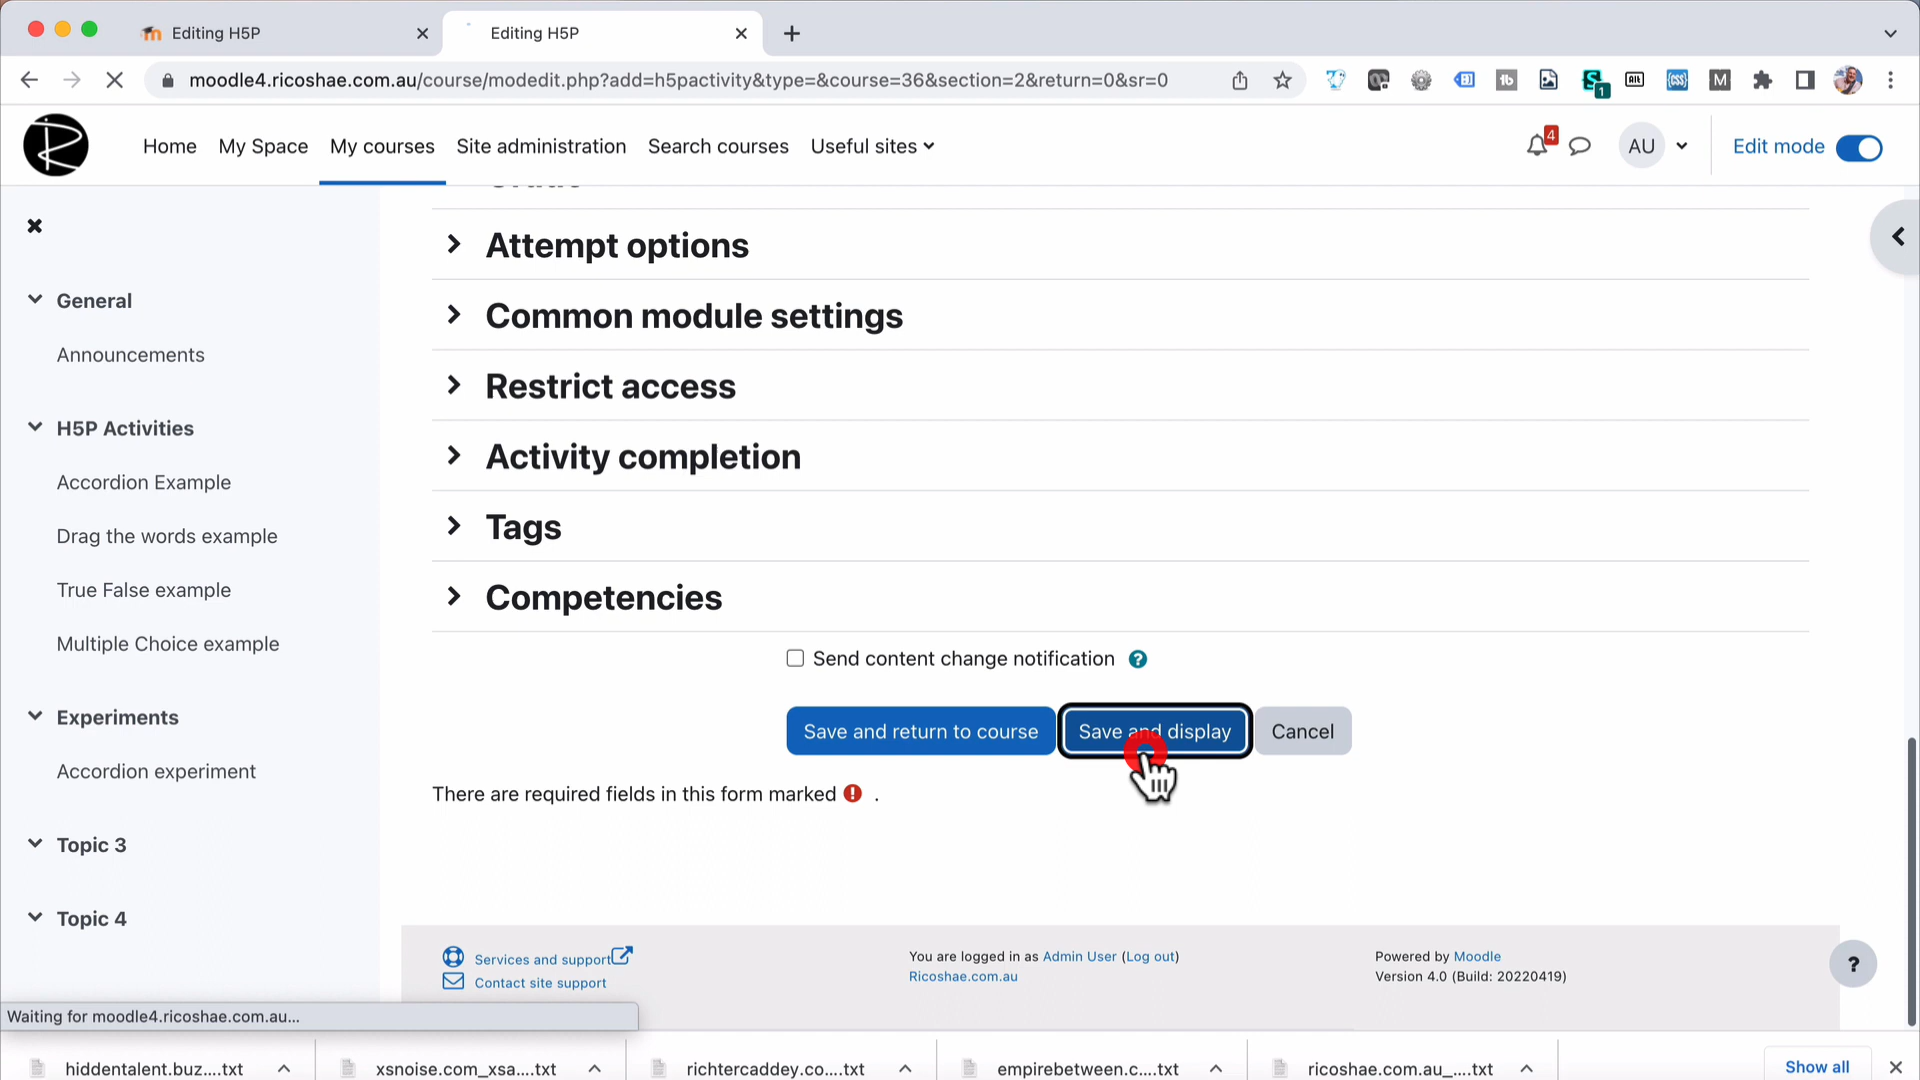 Editing H5P
Editing H5P
moodle4.ricoshae.com.au/course/modedit.php?add=h5pactivity&type=&course=36&section=2&return=0&sr=0
Home My Space My courses Site administration Search courses Useful sites
4
AU
Edit mode
General
Announcements
H5P Activities
Accordion Example
Drag the words example
True False example
Multiple Choice example
Experiments
Accordion experiment
Topic 3
Topic 4
Attempt options
Common module settings
Restrict access
Activity completion
Tags
Competencies
Send content change notification ?
Save and return to course Save and display Cancel
There are required fields in this form marked ! .
Services and support
Contact site support
You are logged in as Admin User (Log out)
Ricoshae.com.au
Powered by Moodle
Version 4.0 (Build: 20220419)
?
Waiting for moodle4.ricoshae.com.au...
hiddentalent.buz....txt xsnoise.com_xsa....txt richtercaddey.co....txt empirebetween.c....txt ricoshae.com.au_....txt Show all